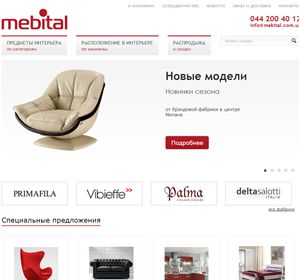 о компании сотрудничество новости заказ и доставка контакты
mebital
044 200 40 12
info@mebital.com.u
ПРЕДМЕТЫ ИНТЕРЬЕРА
по категориям
РАСПОЛОЖЕНИЕ В ИНТЕРЬЕРЕ
по комнатам
РАСПРОДАЖА
и скидки
Поиск
Новые модели
Новинки сезона
от брэндовой фабрики в центре
Милана
Подробнее
PRIMAFILA
Vibieffe>>
Palma
deltasalotti
ITALIA
все фабрики
Специальные предложения